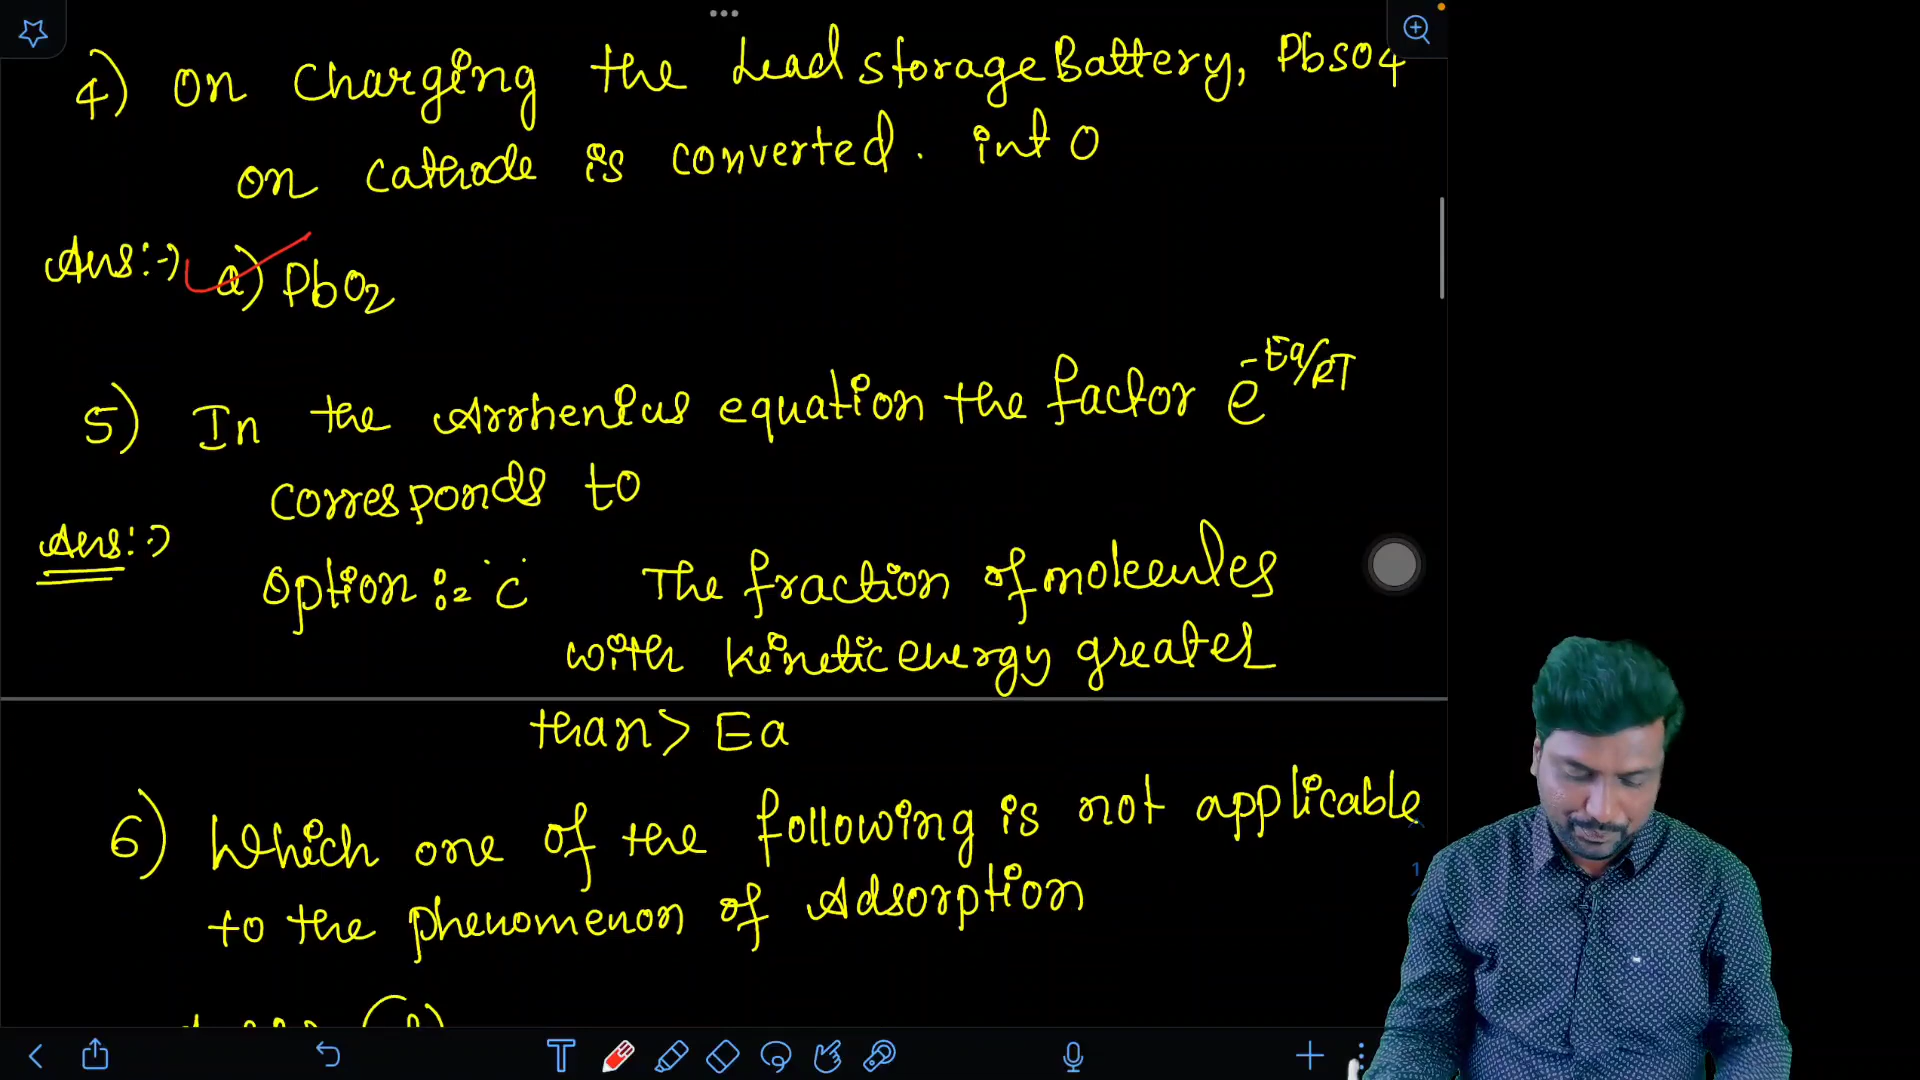 4) On Charging the Lead storage Battery, PbSO4
on cathode is converted. into
Ans:-) a) PbO2
5) In the Arrhenius equation the factor e^-Ea/RT
corresponds to
Ans:-)
Option:= 'c' The fraction of molecules
with kinetic energy greater
than > Ea
6) Which one of the following is not applicable
to the phenomenon of Adsorption
T